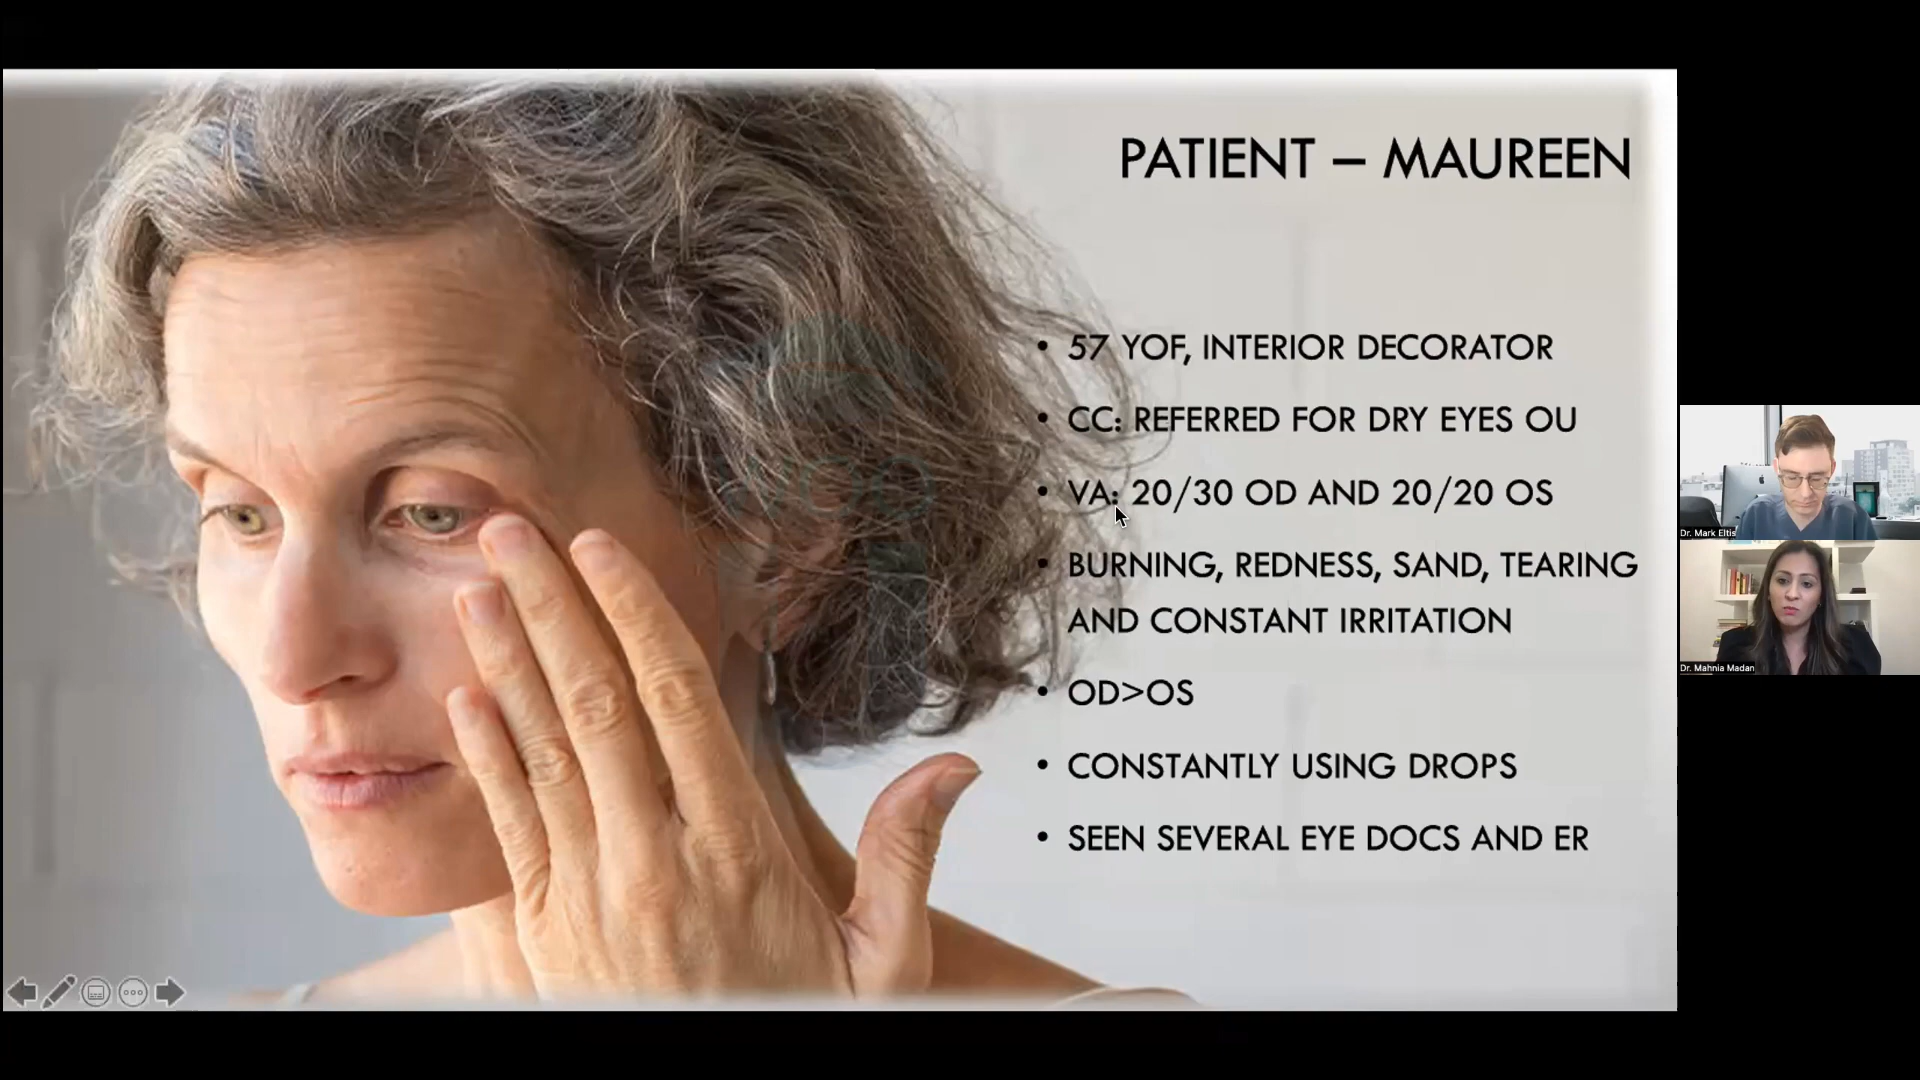 PATIENT – MAUREEN
• 57 YOF, INTERIOR DECORATOR
• CC: REFERRED FOR DRY EYES OU
• VA: 20/30 OD AND 20/20 OS
• BURNING, REDNESS, SAND, TEARING
AND CONSTANT IRRITATION
• OD>OS
• CONSTANTLY USING DROPS
• SEEN SEVERAL EYE DOCS AND ER
Dr. Mark Eltis
Dr. Mahnia Madan